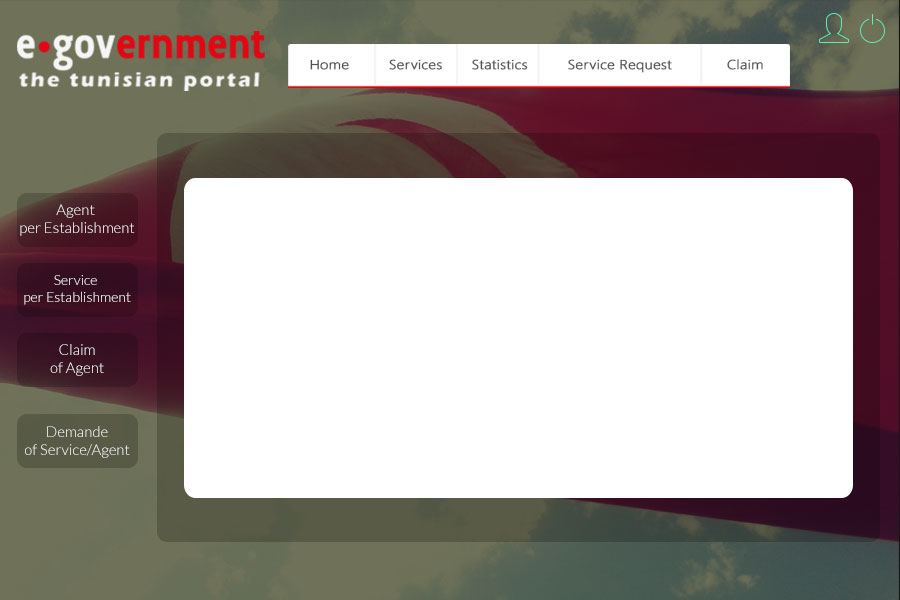 e•government
the tunisian portal
Home Services Statistics Service Request Claim
Agent
per Establishment
Service
per Establishment
Claim
of Agent
Demande
of Service/Agent